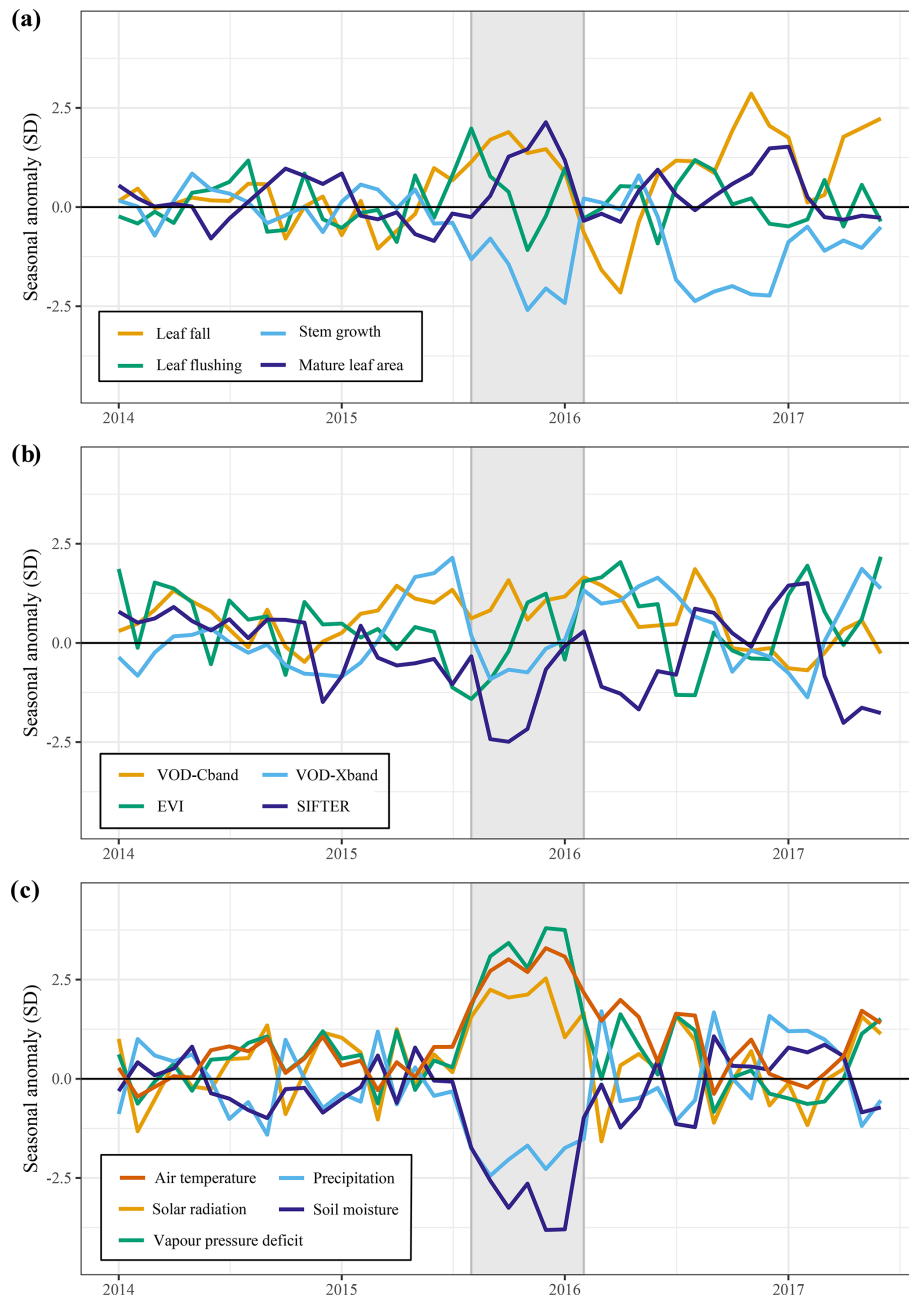 (a)
Seasonal anomaly (SD)
2.5
0.0
-2.5
Leaf fall
Stem growth
Leaf flushing
Mature leaf area
2014
2015
2016
2017
(b)
Seasonal anomaly (SD)
2.5
0.0
-2.5
VOD-Cband
VOD-Xband
EVI
SIFTER
2014
2015
2016
2017
(c)
Seasonal anomaly (SD)
2.5
0.0
-2.5
Air temperature
Precipitation
Solar radiation
Soil moisture
Vapour pressure deficit
2014
2015
2016
2017